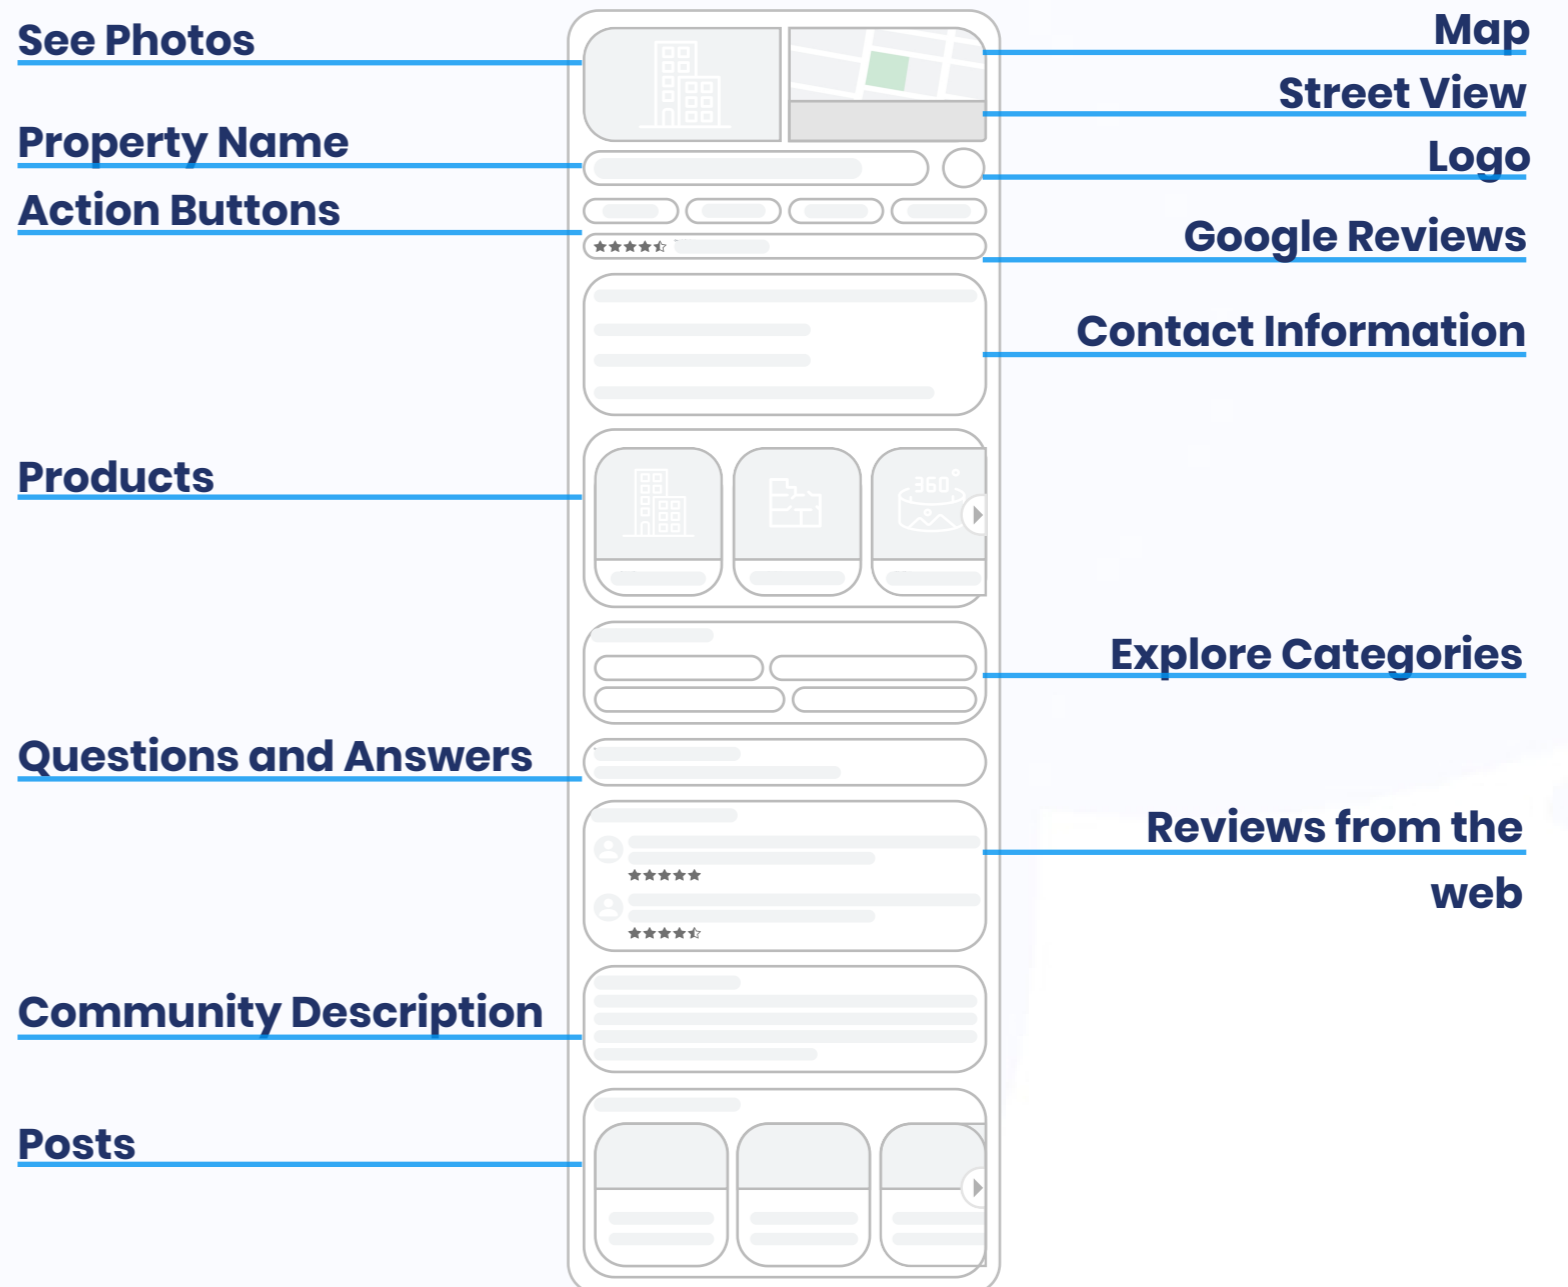 See Photos
Map
Street View
Property Name
Logo
Action Buttons
Google Reviews
Contact Information
Products
360°
Explore Categories
Questions and Answers
Reviews from the
web
Community Description
Posts